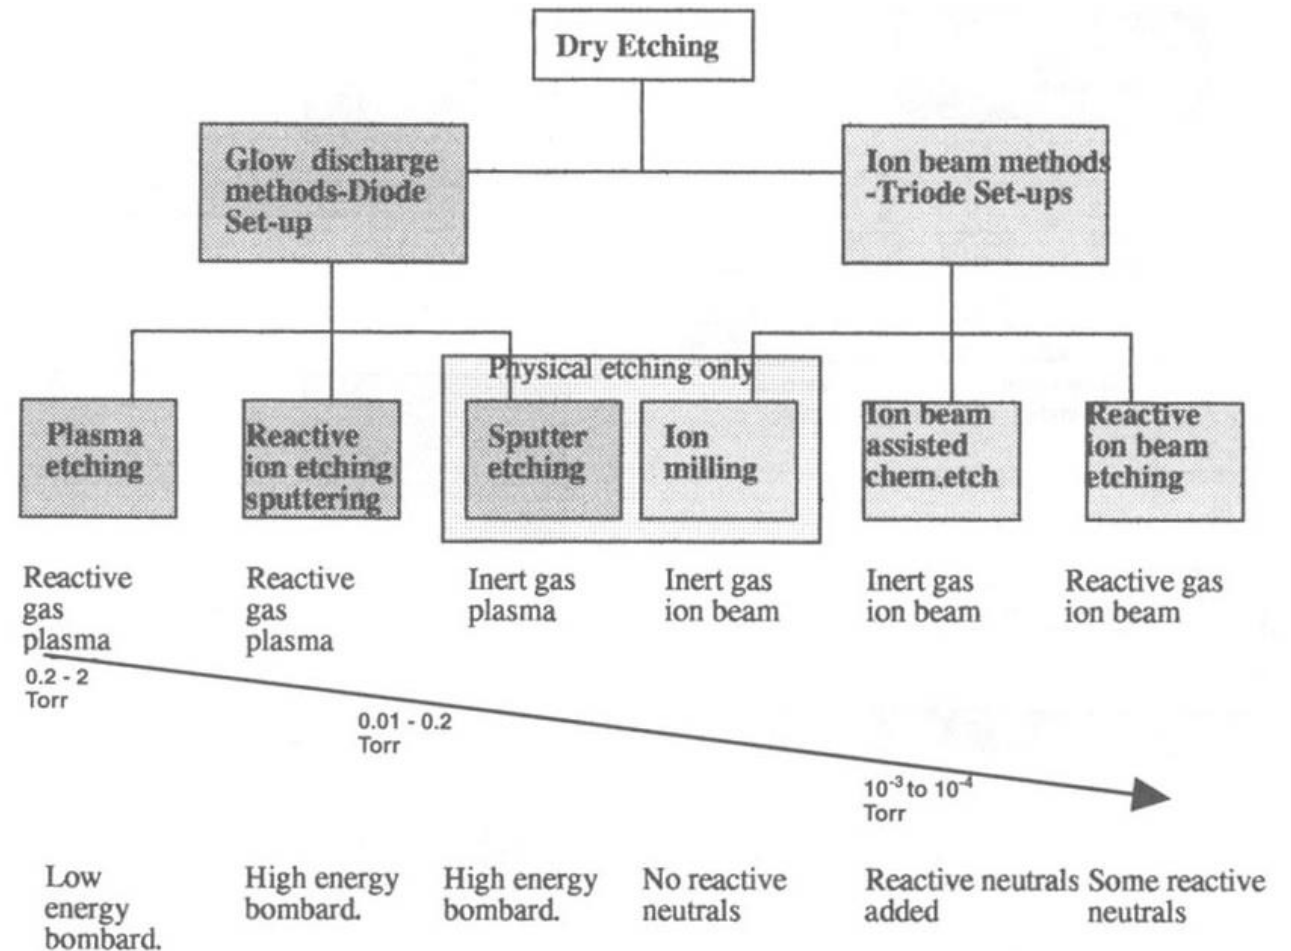 Dry Etching
Glow discharge
methods-Diode
Set-up
Ion beam methods
-Triode Set-ups
Physical etching only
Plasma
etching
Reactive
ion etching
sputtering
Sputter
etching
Ion
milling
Ion beam
assisted
chem.etch
Reactive
ion beam
etching
Reactive
gas
plasma
Reactive
gas
plasma
Inert gas
plasma
Inert gas
ion beam
Inert gas
ion beam
Reactive gas
ion beam
0.2 - 2
Torr
0.01 - 0.2
Torr
10⁻³ to 10⁻⁴
Torr
Low
energy
bombard.
High energy
bombard.
High energy
bombard.
No reactive
neutrals
Reactive neutrals
added
Some reactive
neutrals